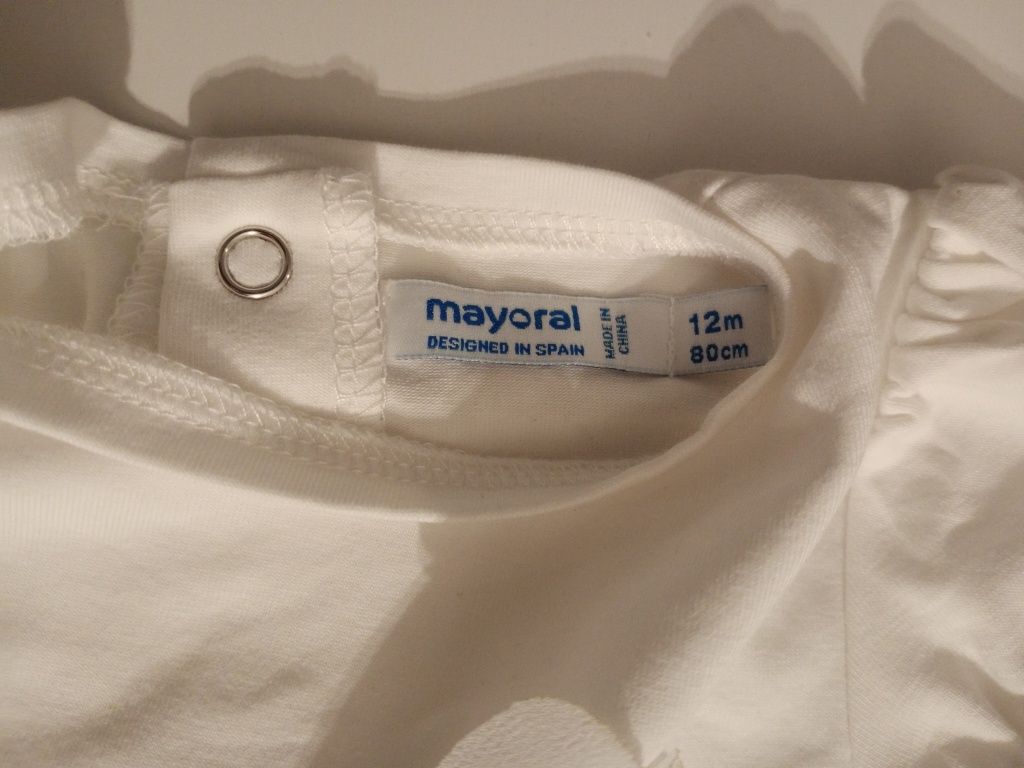 mayoral
DESIGNED IN SPAIN
MADE IN
CHINA
12m
80cm